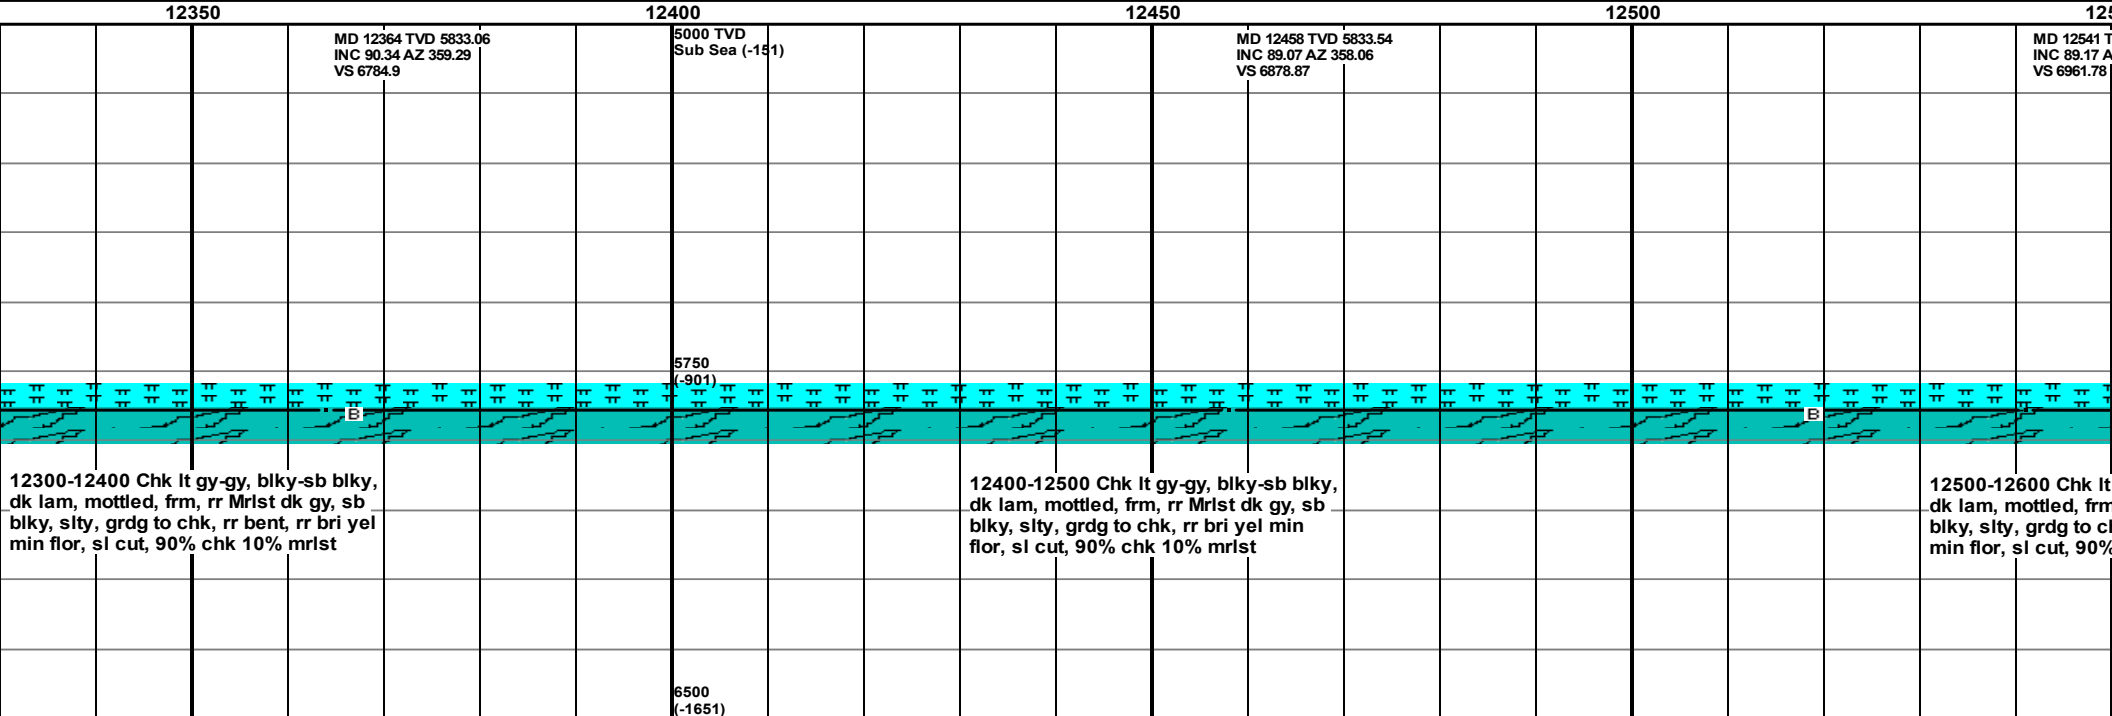 12350 12400 12450 12500 125
MD 12364 TVD 5833.06
INC 90.34 AZ 359.29
VS 6784.9
5000 TVD
Sub Sea (-151)
MD 12458 TVD 5833.54
INC 89.07 AZ 358.06
VS 6878.87
MD 12541 T
INC 89.17 A
VS 6961.78
5750
(-901)
B
B
12300-12400 Chk lt gy-gy, blky-sb blky,
dk lam, mottled, frm, rr Mrlst dk gy, sb
blky, slty, grdg to chk, rr bent, rr bri yel
min flor, sl cut, 90% chk 10% mrlst
12400-12500 Chk lt gy-gy, blky-sb blky,
dk lam, mottled, frm, rr Mrlst dk gy, sb
blky, slty, grdg to chk, rr bri yel min
flor, sl cut, 90% chk 10% mrlst
12500-12600 Chk lt
dk lam, mottled, frm
blky, slty, grdg to c
min flor, sl cut, 90%
6500
(-1651)